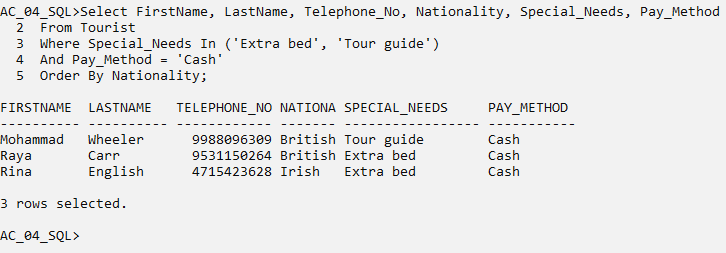 AC_04_SQL>Select FirstName, LastName, Telephone_No, Nationality, Special_Needs, Pay_Method
  2  From Tourist
  3  Where Special_Needs In ('Extra bed', 'Tour guide')
  4  And Pay_Method = 'Cash'
  5  Order By Nationality;
FIRSTNAME  LASTNAME   TELEPHONE_NO NATIONA SPECIAL_NEEDS     PAY_METHOD
---------- ---------- ------------ ------- ----------------- -----------
Mohammad   Wheeler      9988096309 British Tour guide        Cash
Raya       Carr         9531150264 British Extra bed         Cash
Rina       English      4715423628 Irish   Extra bed         Cash
3 rows selected.
AC_04_SQL>